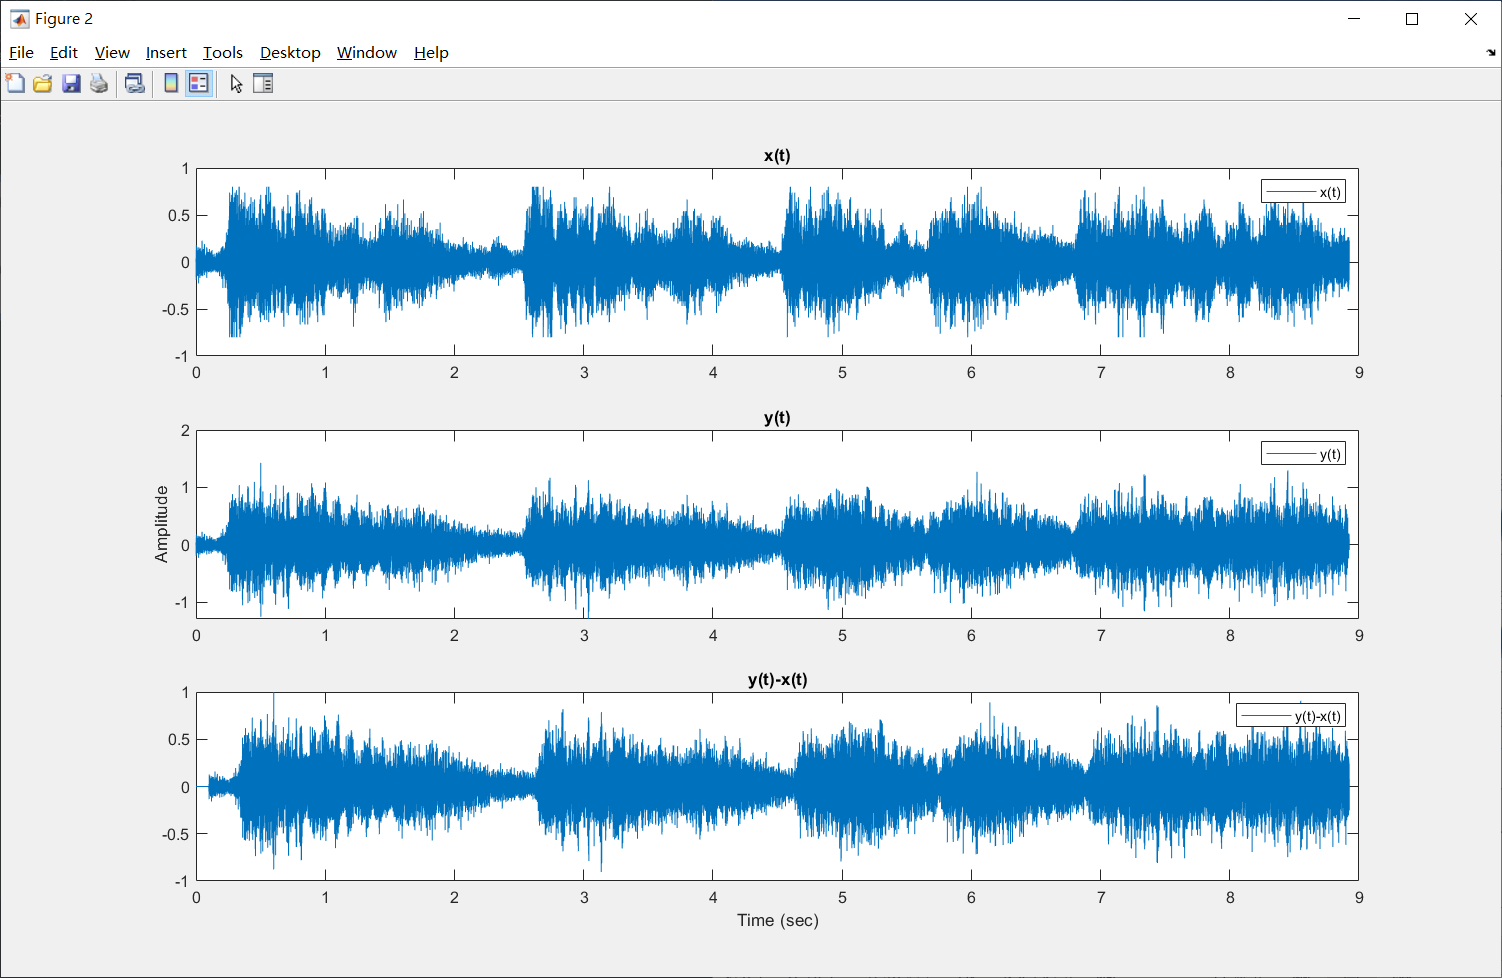 Figure 2
File Edit View Insert Tools Desktop Window Help
x(t)
1
0.5
0
-0.5
-1
x(t)
0 1 2 3 4 5 6 7 8 9
y(t)
2
1
0
-1
Amplitude
y(t)
0 1 2 3 4 5 6 7 8 9
y(t)-x(t)
1
0.5
0
-0.5
-1
y(t)-x(t)
0 1 2 3 4 5 6 7 8 9
Time (sec)